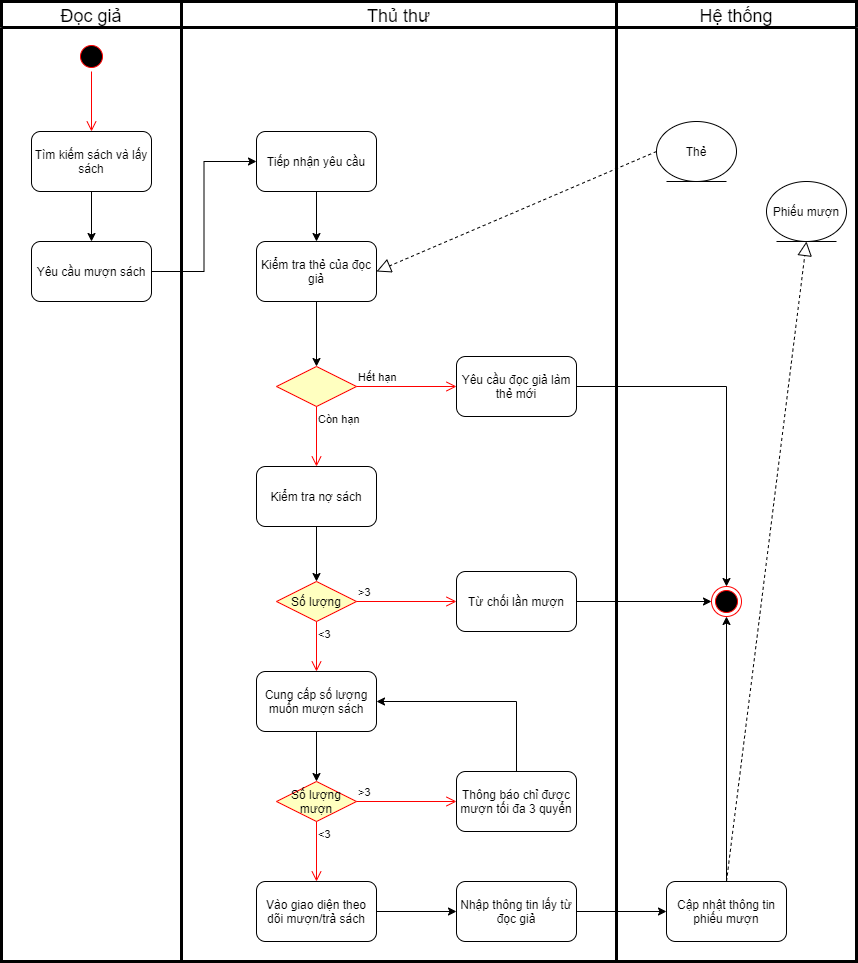 Đọc giả
Thủ thư
Hệ thống
Tìm kiếm sách và lấy
sách
Tiếp nhận yêu cầu
Thẻ
Phiếu mượn
Yêu cầu mượn sách
Kiểm tra thẻ của đọc
giả
Hết hạn
Yêu cầu đọc giả làm
thẻ mới
Còn hạn
Kiểm tra nợ sách
Số lượng
>3
Từ chối lần mượn
<3
Cung cấp số lượng
muốn mượn sách
Số lượng
mượn
>3
Thông báo chỉ được
mượn tối đa 3 quyển
<3
Vào giao diện theo
dõi mượn/trả sách
Nhập thông tin lấy từ
đọc giả
Cập nhật thông tin
phiếu mượn